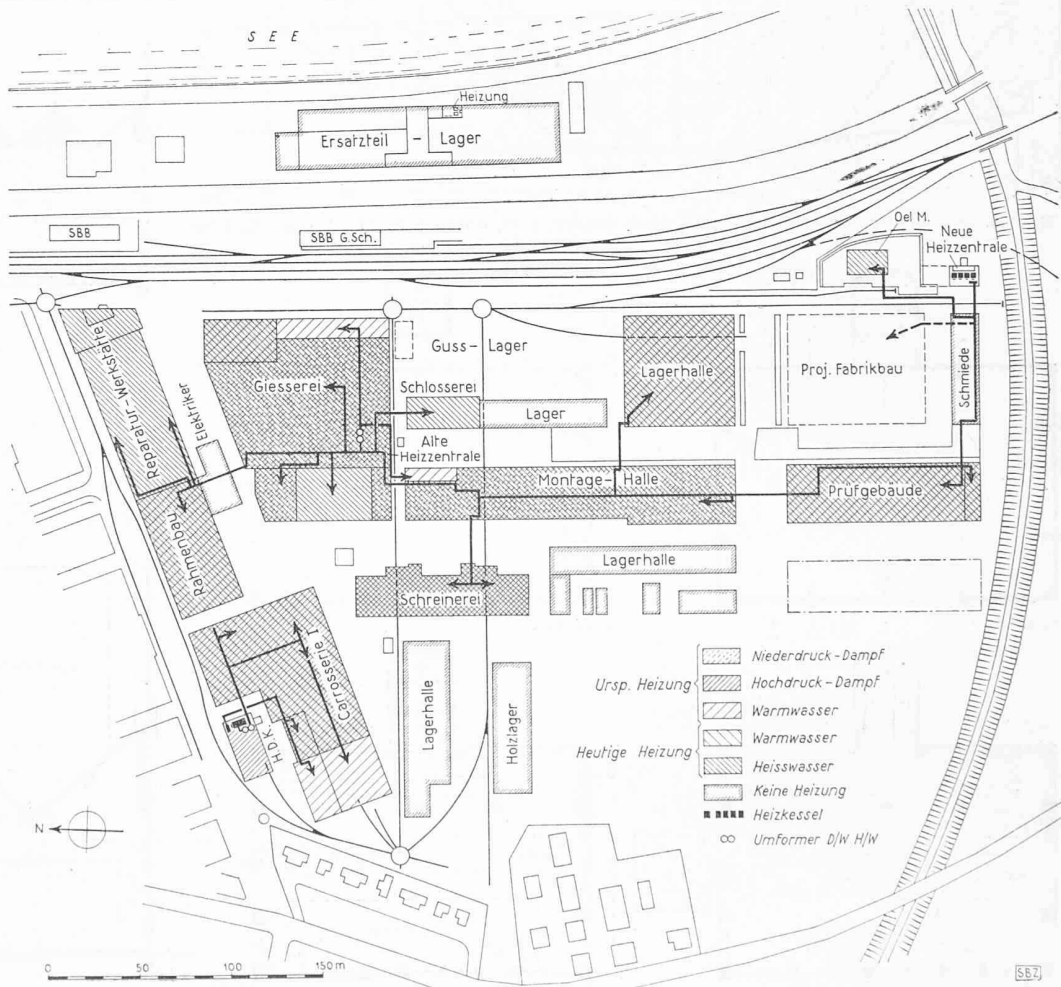 S E E
Heizung
Ersatzteil - Lager
SBB
SBB G.Sch.
Oel M.
Neue
Heizzentrale
Reparatur-Werkstätte
Elektriker
Giesserei
Guss-Lager
Schlosserei
Lager
Alte
Heizzentrale
Lagerhalle
Proj. Fabrikbau
Schmiede
Montage-Halle
Prüfgebäude
Rahmenbau
Lagerhalle
Schreinerei
Carrosserie I
H.D.K.
Lagerhalle
Holzlager
Ursp. Heizung
Niederdruck-Dampf
Hochdruck-Dampf
Warmwasser
Heutige Heizung
Warmwasser
Heisswasser
Keine Heizung
Heizkessel
Umformer D/W H/W
N
0 50 100 150 m
SBZ